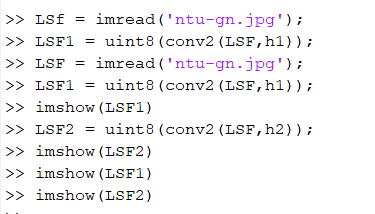 >> LSf = imread('ntu-gn.jpg');
>> LSF1 = uint8(conv2(LSF,h1));
>> LSF = imread('ntu-gn.jpg');
>> LSF1 = uint8(conv2(LSF,h1));
>> imshow(LSF1)
>> LSF2 = uint8(conv2(LSF,h2));
>> imshow(LSF2)
>> imshow(LSF1)
>> imshow(LSF2)